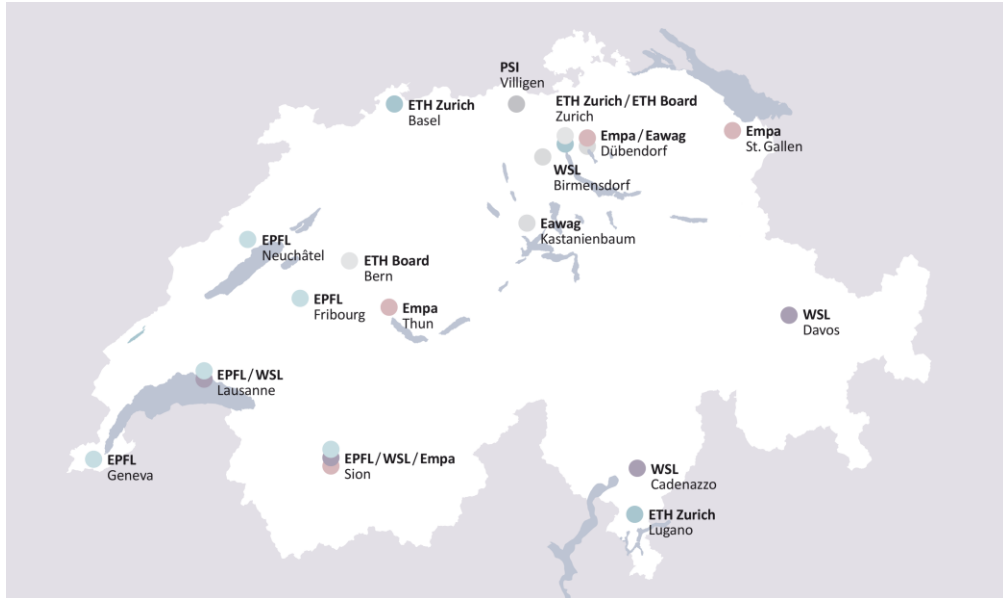 PSI
Villigen
ETH Zurich
Basel
ETH Zurich / ETH Board
Zurich
Empa / Eawag
Dübendorf
Empa
St. Gallen
WSL
Birmensdorf
Eawag
Kastanienbaum
EPFL
Neuchâtel
ETH Board
Bern
EPFL
Fribourg
Empa
Thun
WSL
Davos
EPFL / WSL
Lausanne
EPFL
Geneva
EPFL / WSL / Empa
Sion
WSL
Cadenazzo
ETH Zurich
Lugano